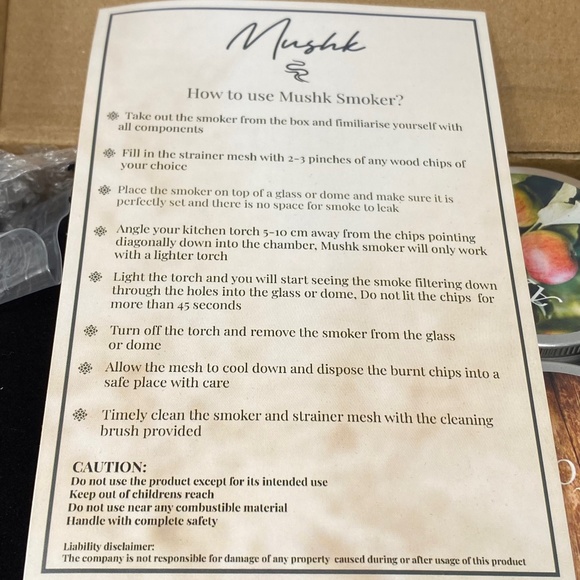 Mushk
How to use Mushk Smoker?
Take out the smoker from the box and fimiliarise yourself with
all components
Fill in the strainer mesh with 2-3 pinches of any wood chips of
your choice
Place the smoker on top of a glass or dome and make sure it is
perfectly set and there is no space for smoke to leak
Angle your kitchen torch 5-10 cm away from the chips pointing
diagonally down into the chamber, Mushk smoker will only work
with a lighter torch
Light the torch and you will start seeing the smoke filtering down
through the holes into the glass or dome, Do not lit the chips for
more than 45 seconds
Turn off the torch and remove the smoker from the glass
or dome
Allow the mesh to cool down and dispose the burnt chips into a
safe place with care
Timely clean the smoker and strainer mesh with the cleaning
brush provided
CAUTION:
Do not use the product except for its intended use
Keep out of childrens reach
Do not use near any combustible material
Handle with complete safety
Liability disclaimer:
The company is not responsible for damage of any property caused during or after usage of this product